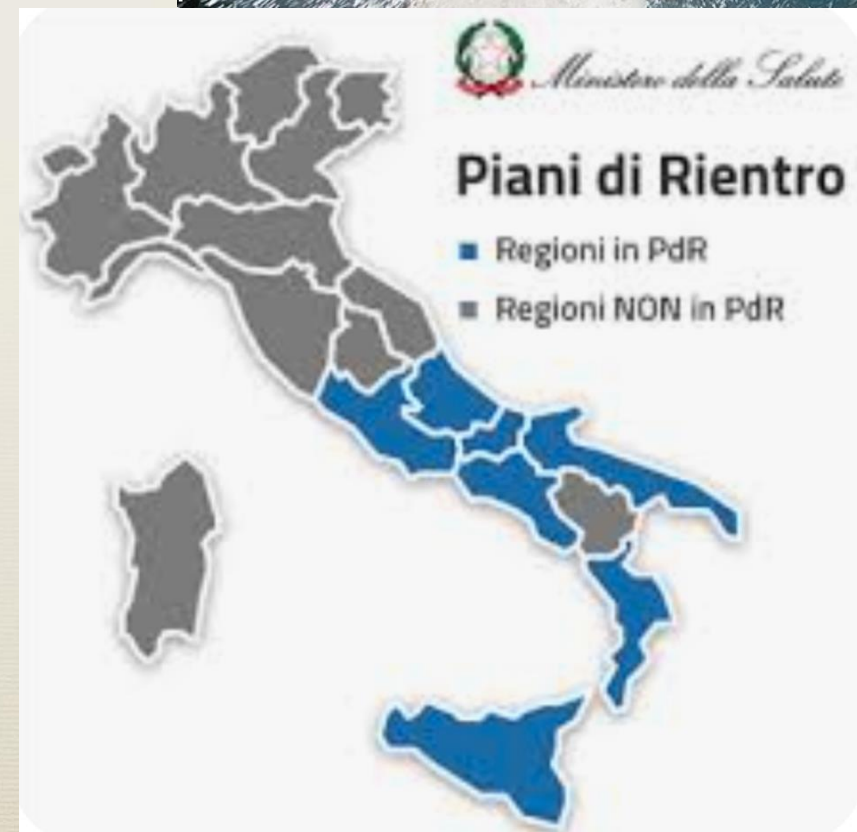 Ministero della Salute
Piani di Rientro
Regioni in PdR
Regioni NON in PdR